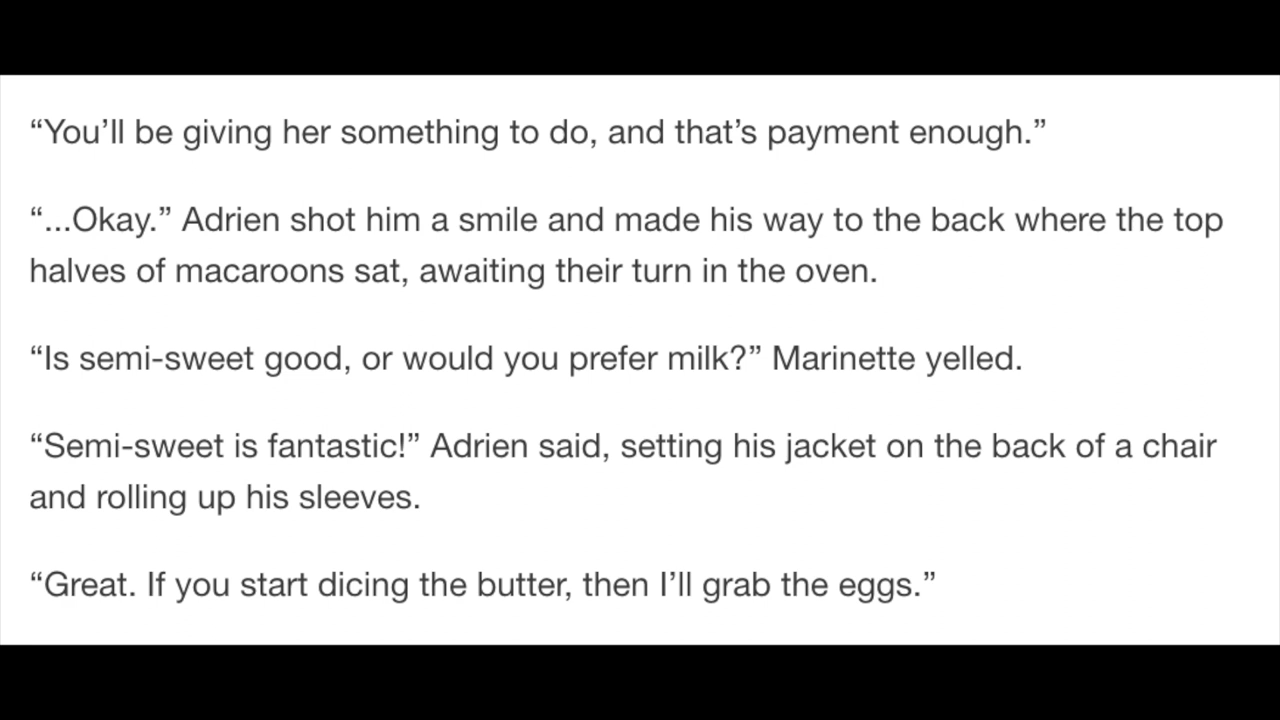 “You’ll be giving her something to do, and that’s payment enough.”
“...Okay.” Adrien shot him a smile and made his way to the back where the top
halves of macaroons sat, awaiting their turn in the oven.
“Is semi-sweet good, or would you prefer milk?” Marinette yelled.
“Semi-sweet is fantastic!” Adrien said, setting his jacket on the back of a chair
and rolling up his sleeves.
“Great. If you start dicing the butter, then I’ll grab the eggs.”